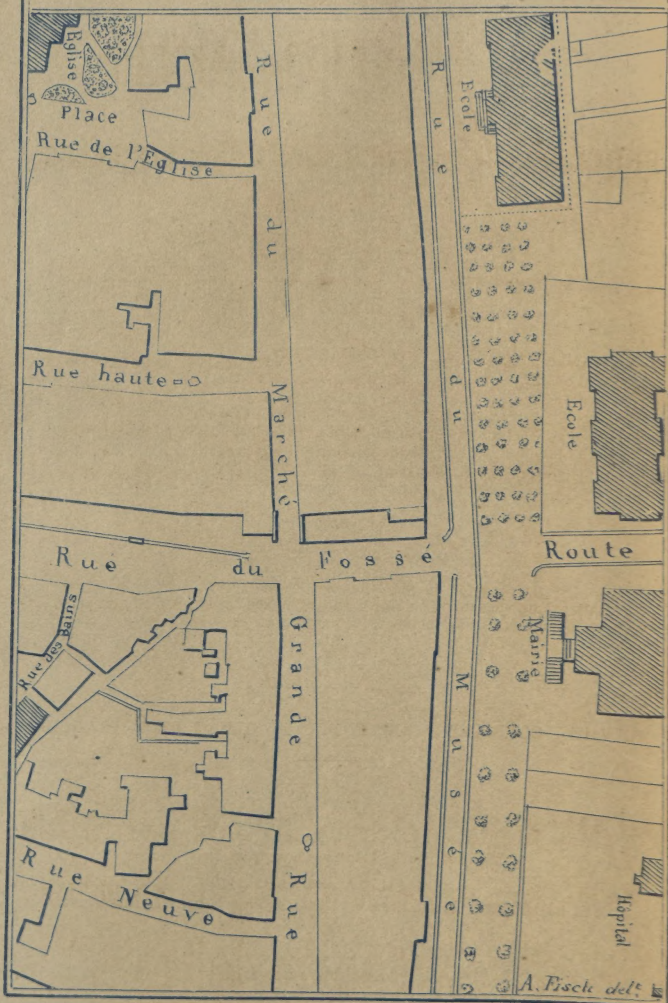 Eglise
Place
Rue de l'Eglise
Rue du Marché
Rue du Musée
Ecole
Rue haute
Ecole
Rue du Fossé
Route
Rue des Bains
Grande Rue
Mairie
Rue Neuve
Hôpital
A. Fisch delt.